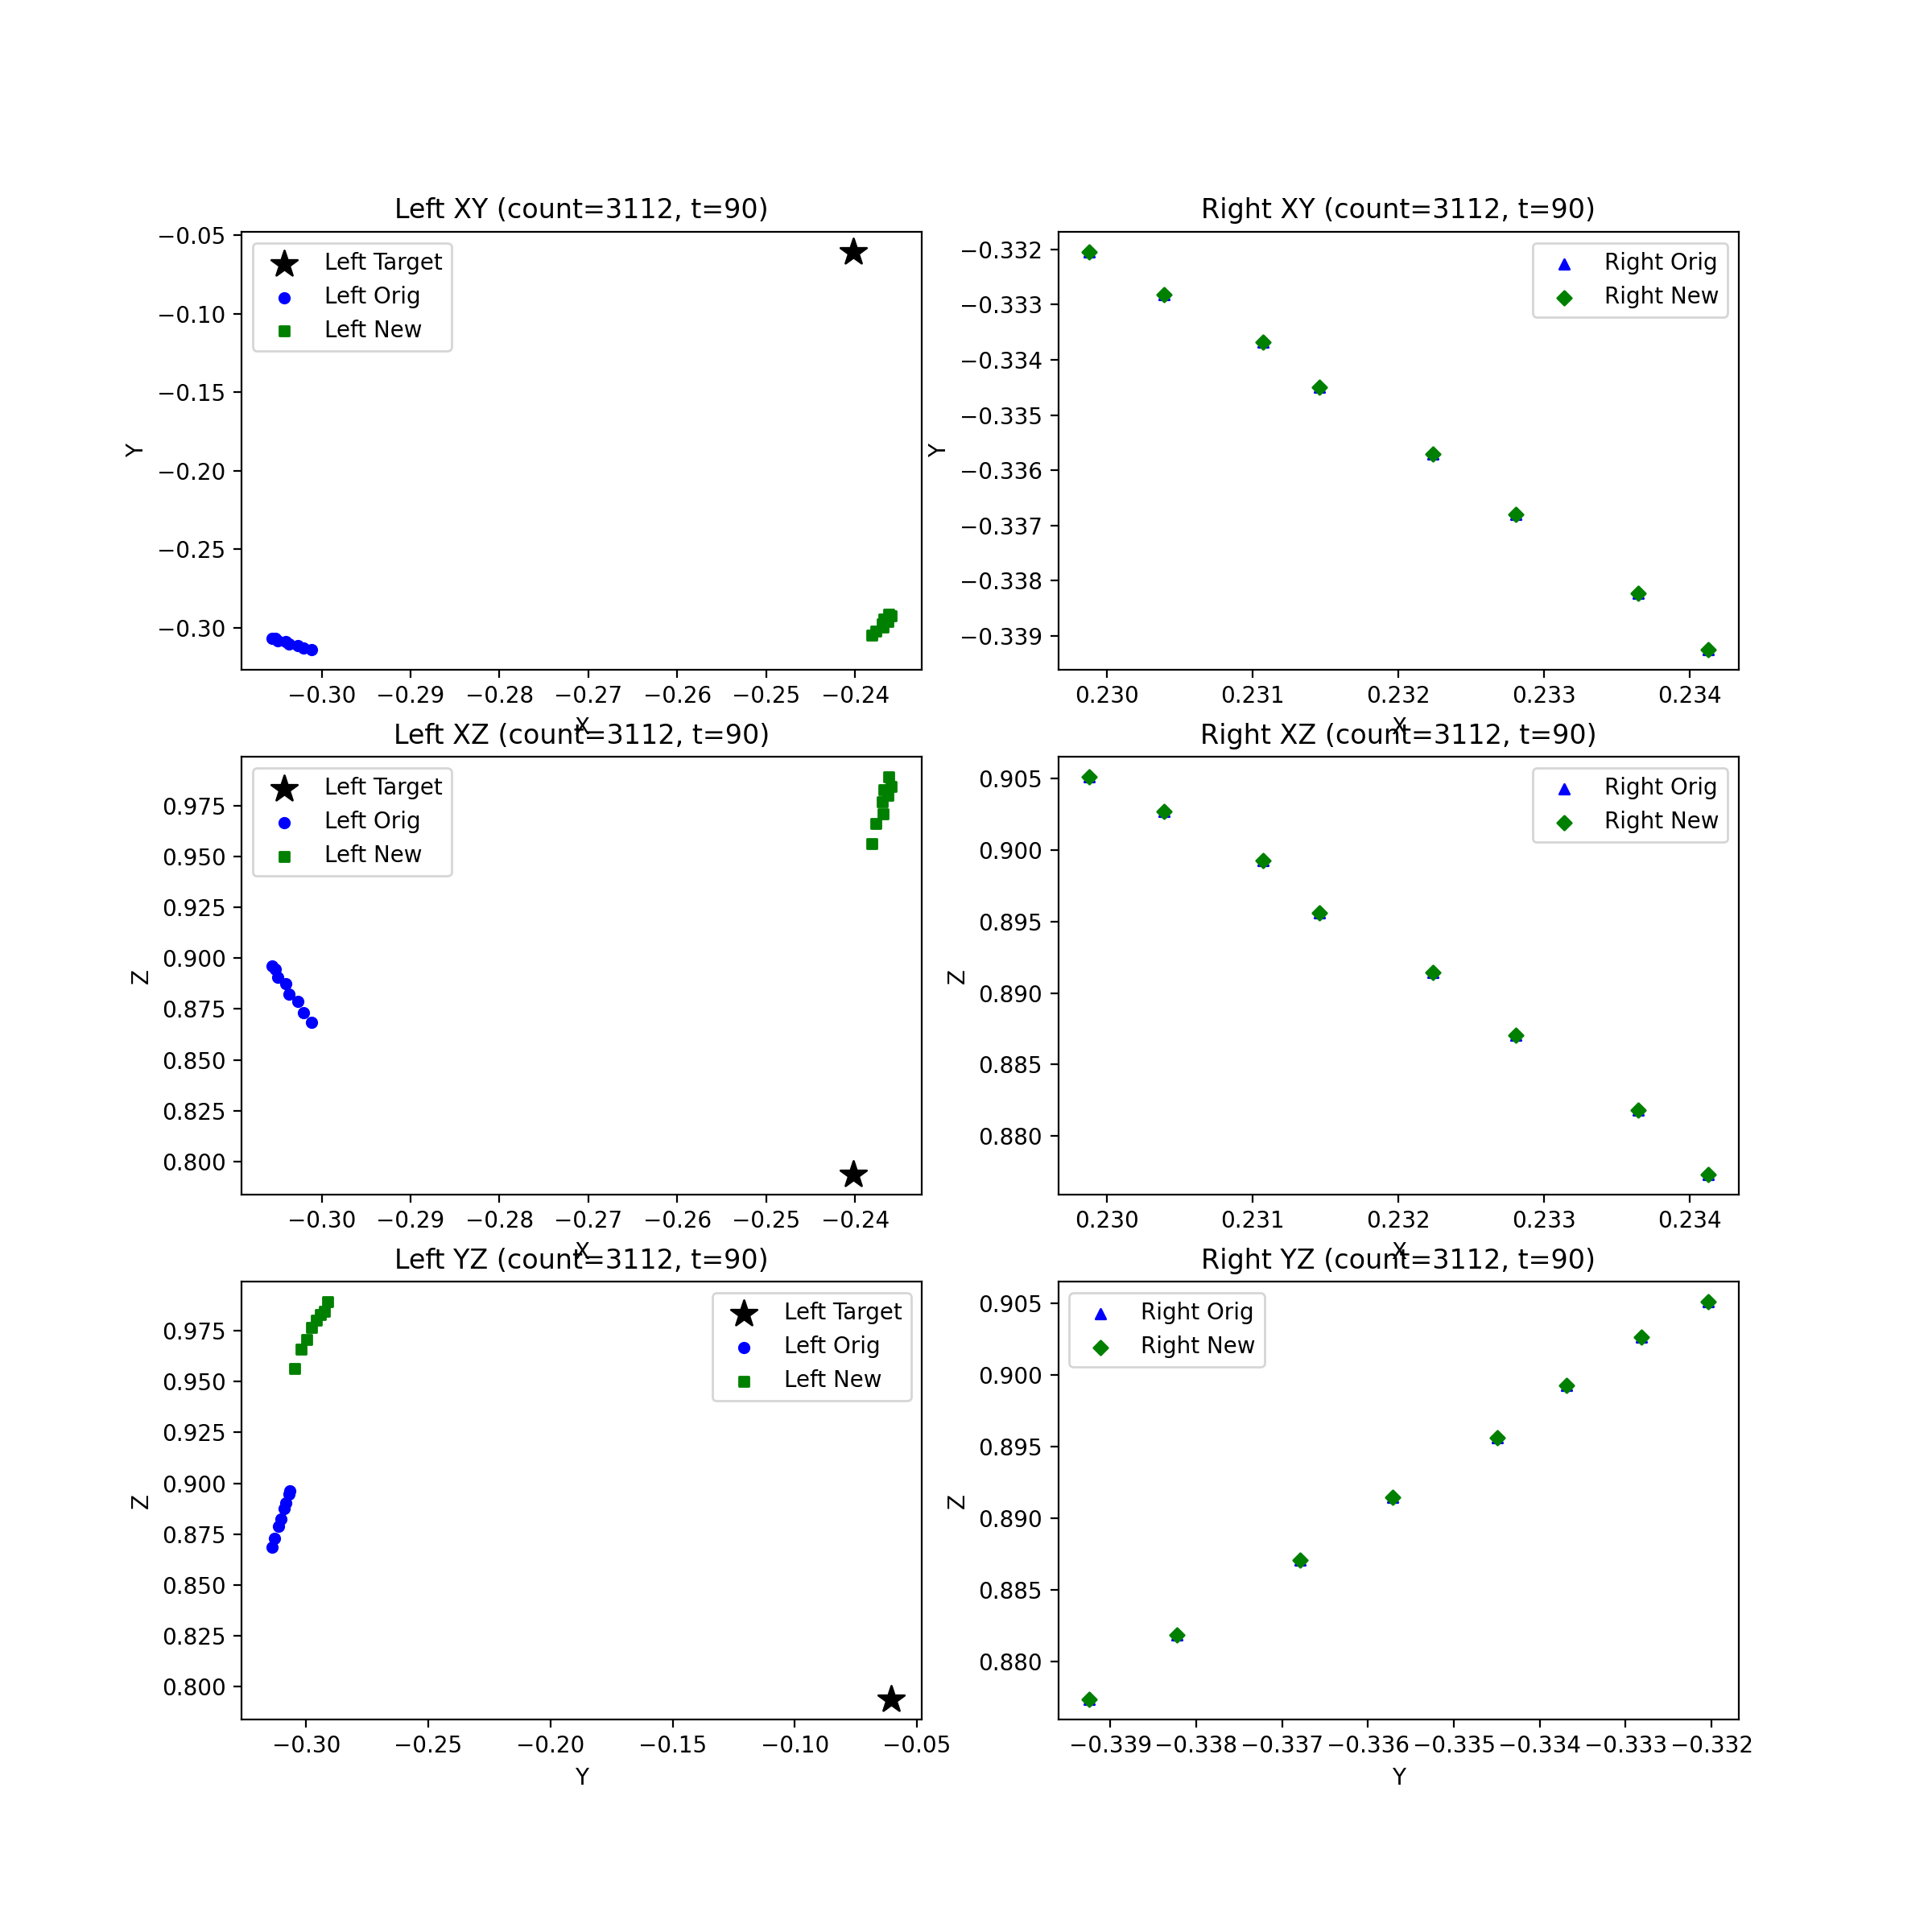 Left XY (count=3112, t=90)
−0.05
−0.10
−0.15
−0.20
−0.25
−0.30
Y
Left Target
Left Orig
Left New
−0.30 −0.29 −0.28 −0.27 −0.26 −0.25 −0.24
X
Right XY (count=3112, t=90)
−0.332
−0.333
−0.334
−0.335
−0.336
−0.337
−0.338
−0.339
Y
Right Orig
Right New
0.230 0.231 0.232 0.233 0.234
X
Left XZ (count=3112, t=90)
0.975
0.950
0.925
0.900
0.875
0.850
0.825
0.800
Z
Left Target
Left Orig
Left New
−0.30 −0.29 −0.28 −0.27 −0.26 −0.25 −0.24
X
Right XZ (count=3112, t=90)
0.905
0.900
0.895
0.890
0.885
0.880
Z
Right Orig
Right New
0.230 0.231 0.232 0.233 0.234
X
Left YZ (count=3112, t=90)
0.975
0.950
0.925
0.900
0.875
0.850
0.825
0.800
Z
Left Target
Left Orig
Left New
−0.30 −0.25 −0.20 −0.15 −0.10 −0.05
Y
Right YZ (count=3112, t=90)
0.905
0.900
0.895
0.890
0.885
0.880
Z
Right Orig
Right New
−0.339 −0.338 −0.337 −0.336 −0.335 −0.334 −0.333 −0.332
Y